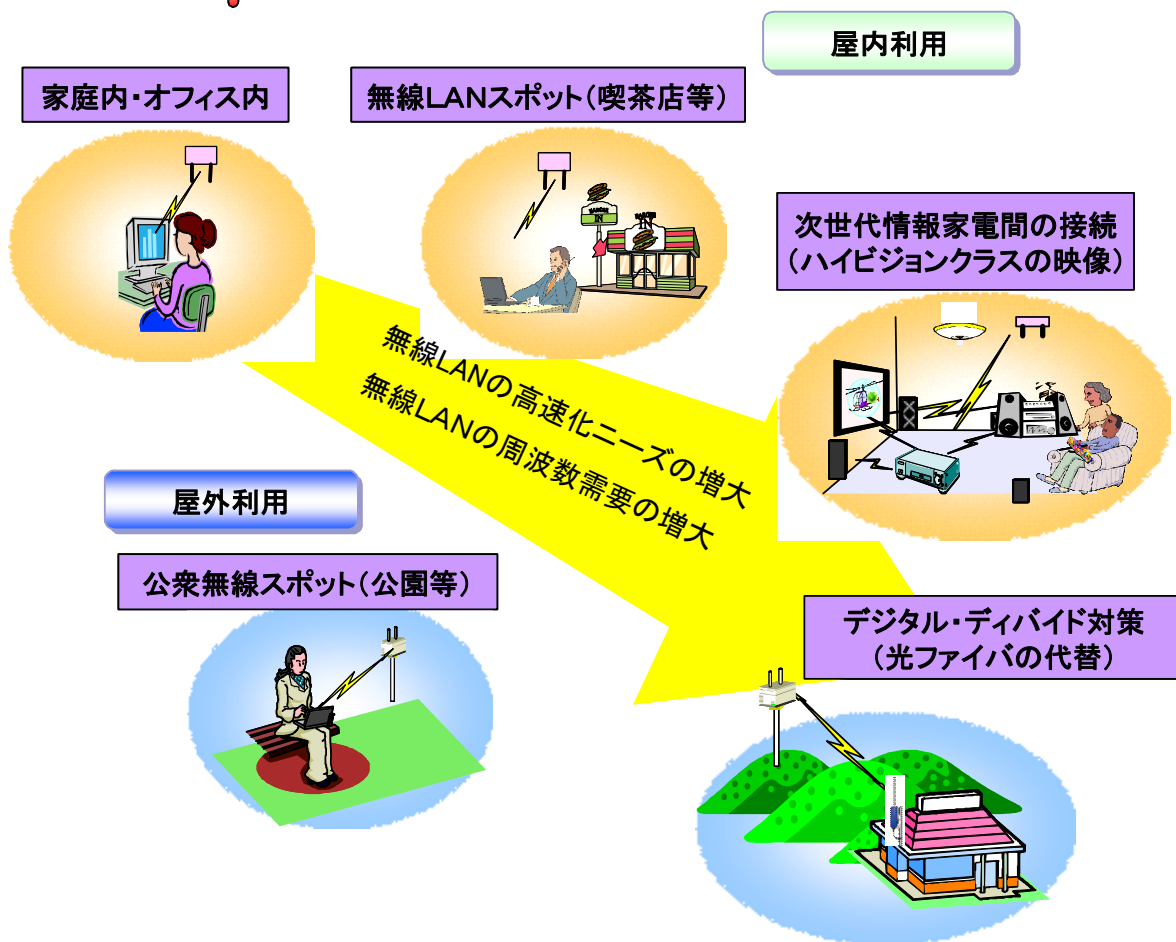 屋内利用
家庭内・オフィス内
無線LANスポット(喫茶店等)
次世代情報家電間の接続
(ハイビジョンクラスの映像)
無線LANの高速化ニーズの増大
無線LANの周波数需要の増大
屋外利用
公衆無線スポット(公園等)
デジタル・ディバイド対策
(光ファイバの代替)